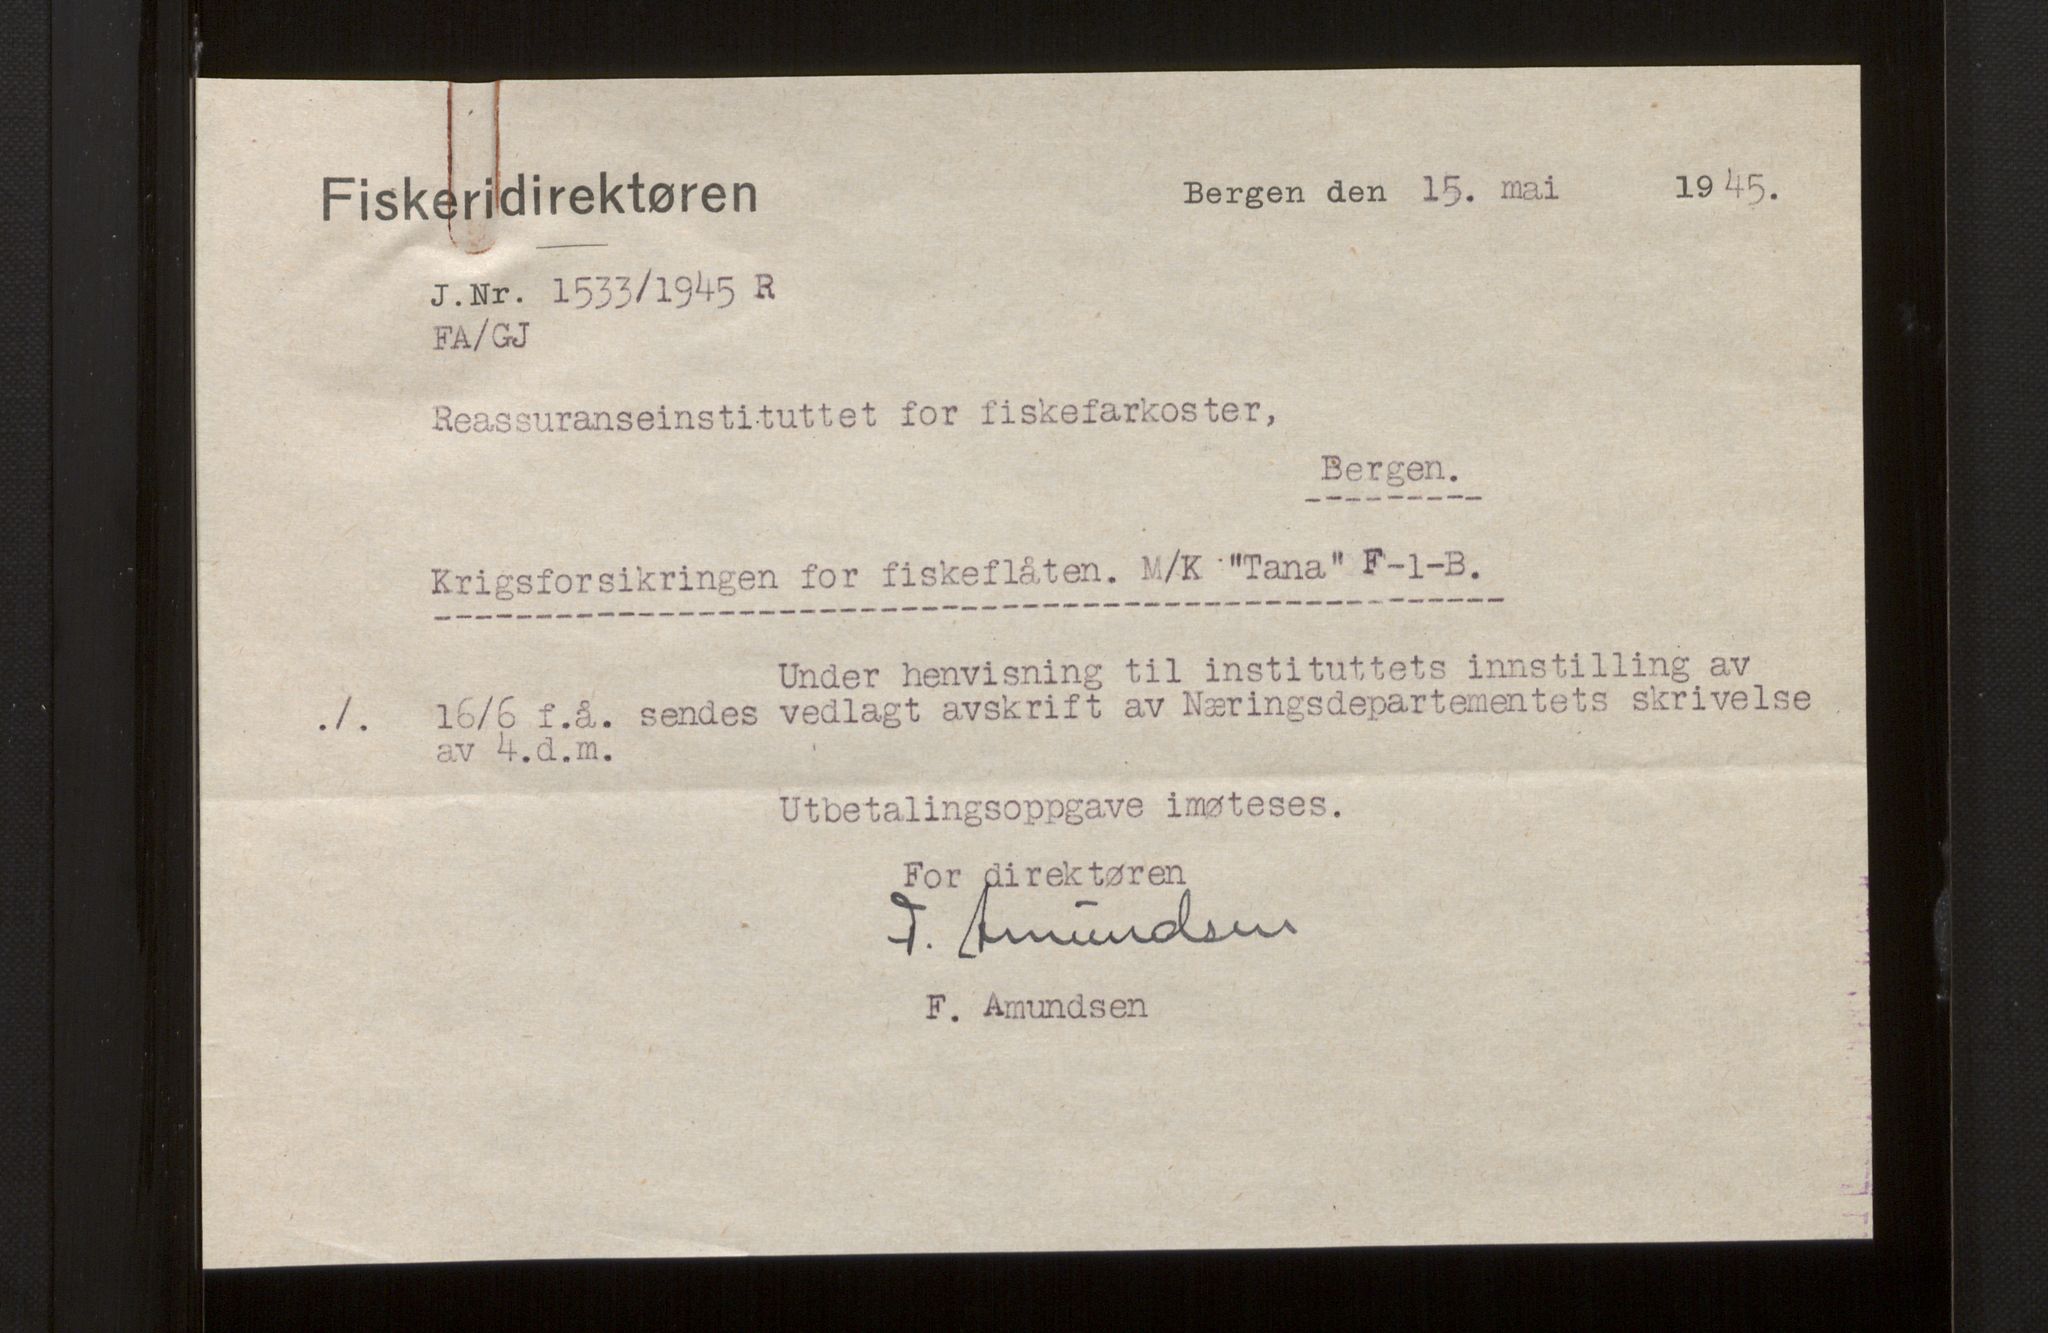 Fiskeridirektøren
Bergen den 15. mai 1945.
J.Nr. 1533/1945 R
FA/GJ
Reassuranseinstituttet for fiskefarkoster,
Bergen.
Krigsforsikringen for fiskeflåten. M/K "Tana" F-1-B.
Under henvisning til instituttets innstilling av
./. 16/6 f.å. sendes vedlagt avskrift av Næringsdepartementets skrivelse
av 4.d.m.
Utbetalingsoppgave imøteses.
For direktøren
F. Amundsen
F. Amundsen